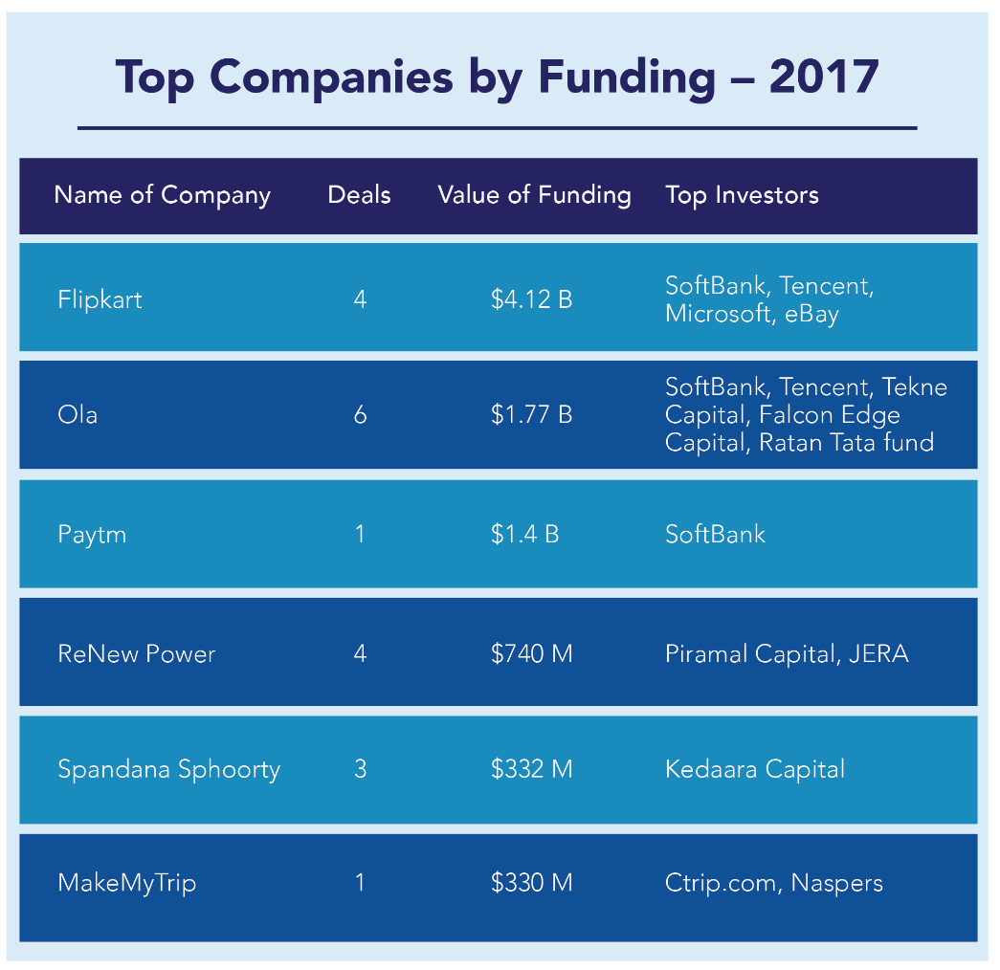 Top Companies by Funding – 2017
Name of Company Deals Value of Funding Top Investors
Flipkart 4 $4.12 B SoftBank, Tencent,
Microsoft, eBay
Ola 6 $1.77 B SoftBank, Tencent, Tekne
Capital, Falcon Edge
Capital, Ratan Tata fund
Paytm 1 $1.4 B SoftBank
ReNew Power 4 $740 M Piramal Capital, JERA
Spandana Sphoorty 3 $332 M Kedaara Capital
MakeMyTrip 1 $330 M Ctrip.com, Naspers